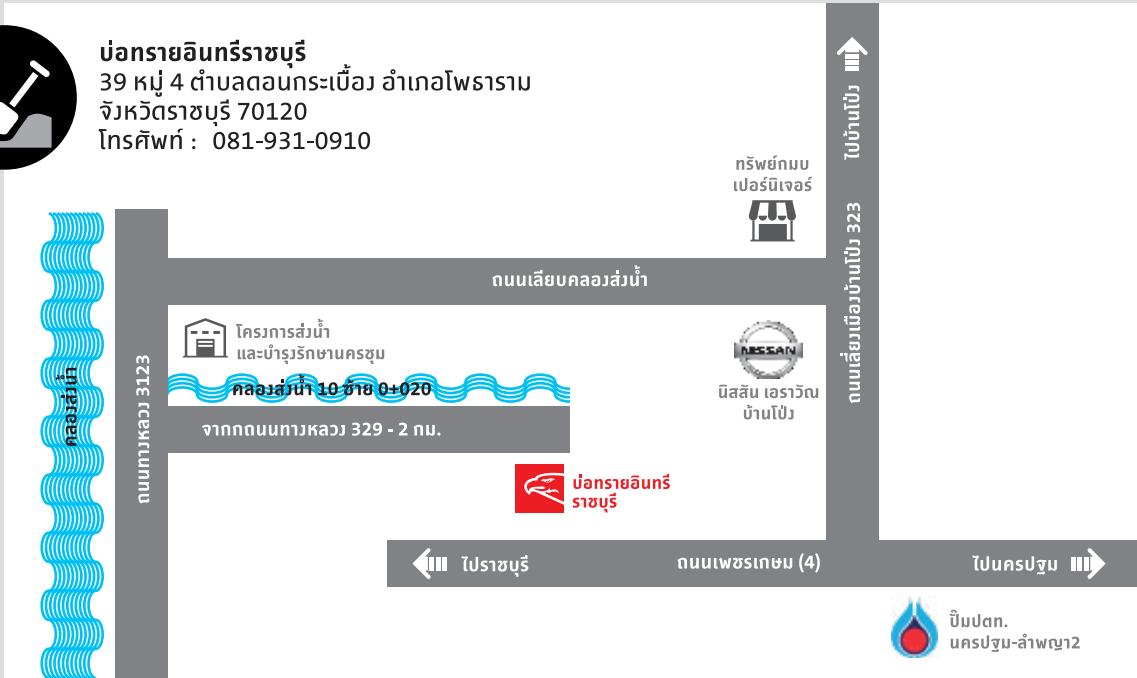 บ่อทรายอินทรีราชบุรี
39 หมู่ 4 ตำบลดอนกระเบื้อง อำเภอโพธาราม
จังหวัดราชบุรี 70120
โทรศัพท์ : 081-931-0910
ไปบ้านโป่ง
ทรัพย์ทมบ
เปอร์นิเจอร์
ถนนเลี่ยงเมืองบ้านโป่ง 323
ถนนเลียบคลองส่งน้ำ
โครงการส่งน้ำ
และบำรุงรักษานครชุม
NISSAN
นิสสัน เอราวัณ
บ้านโป่ง
คลองส่งน้ำ
ถนนทางหลวง 3123
คลองส่งน้ำ 10 ซ้าย 0+020
จากถถนนทางหลวง 329 - 2 กม.
บ่อทรายอินทรี
ราชบุรี
ไปราชบุรี
ถนนเพชรเกษม (4)
ไปนครปฐม
ปั๊มปตท.
นครปฐม-ลำพญา2